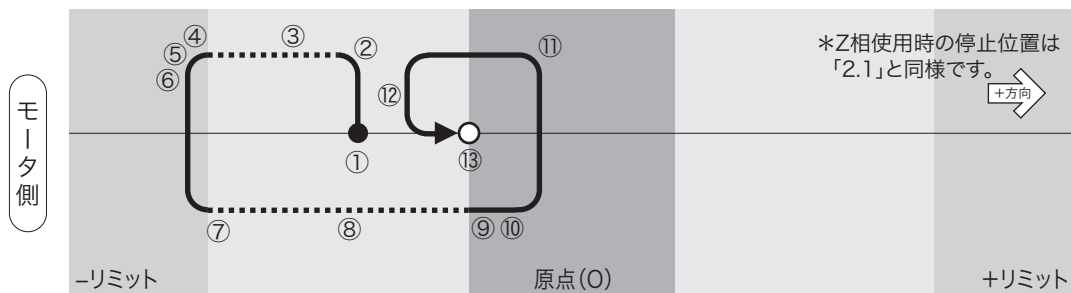 モータ側
④
③
②
⑪
⑤
⑥
⑫
*Z相使用時の停止位置は
「2.1」と同様です。
+方向
①
⑬
⑦
⑧
⑨
⑩
−リミット
原点(O)
+リミット